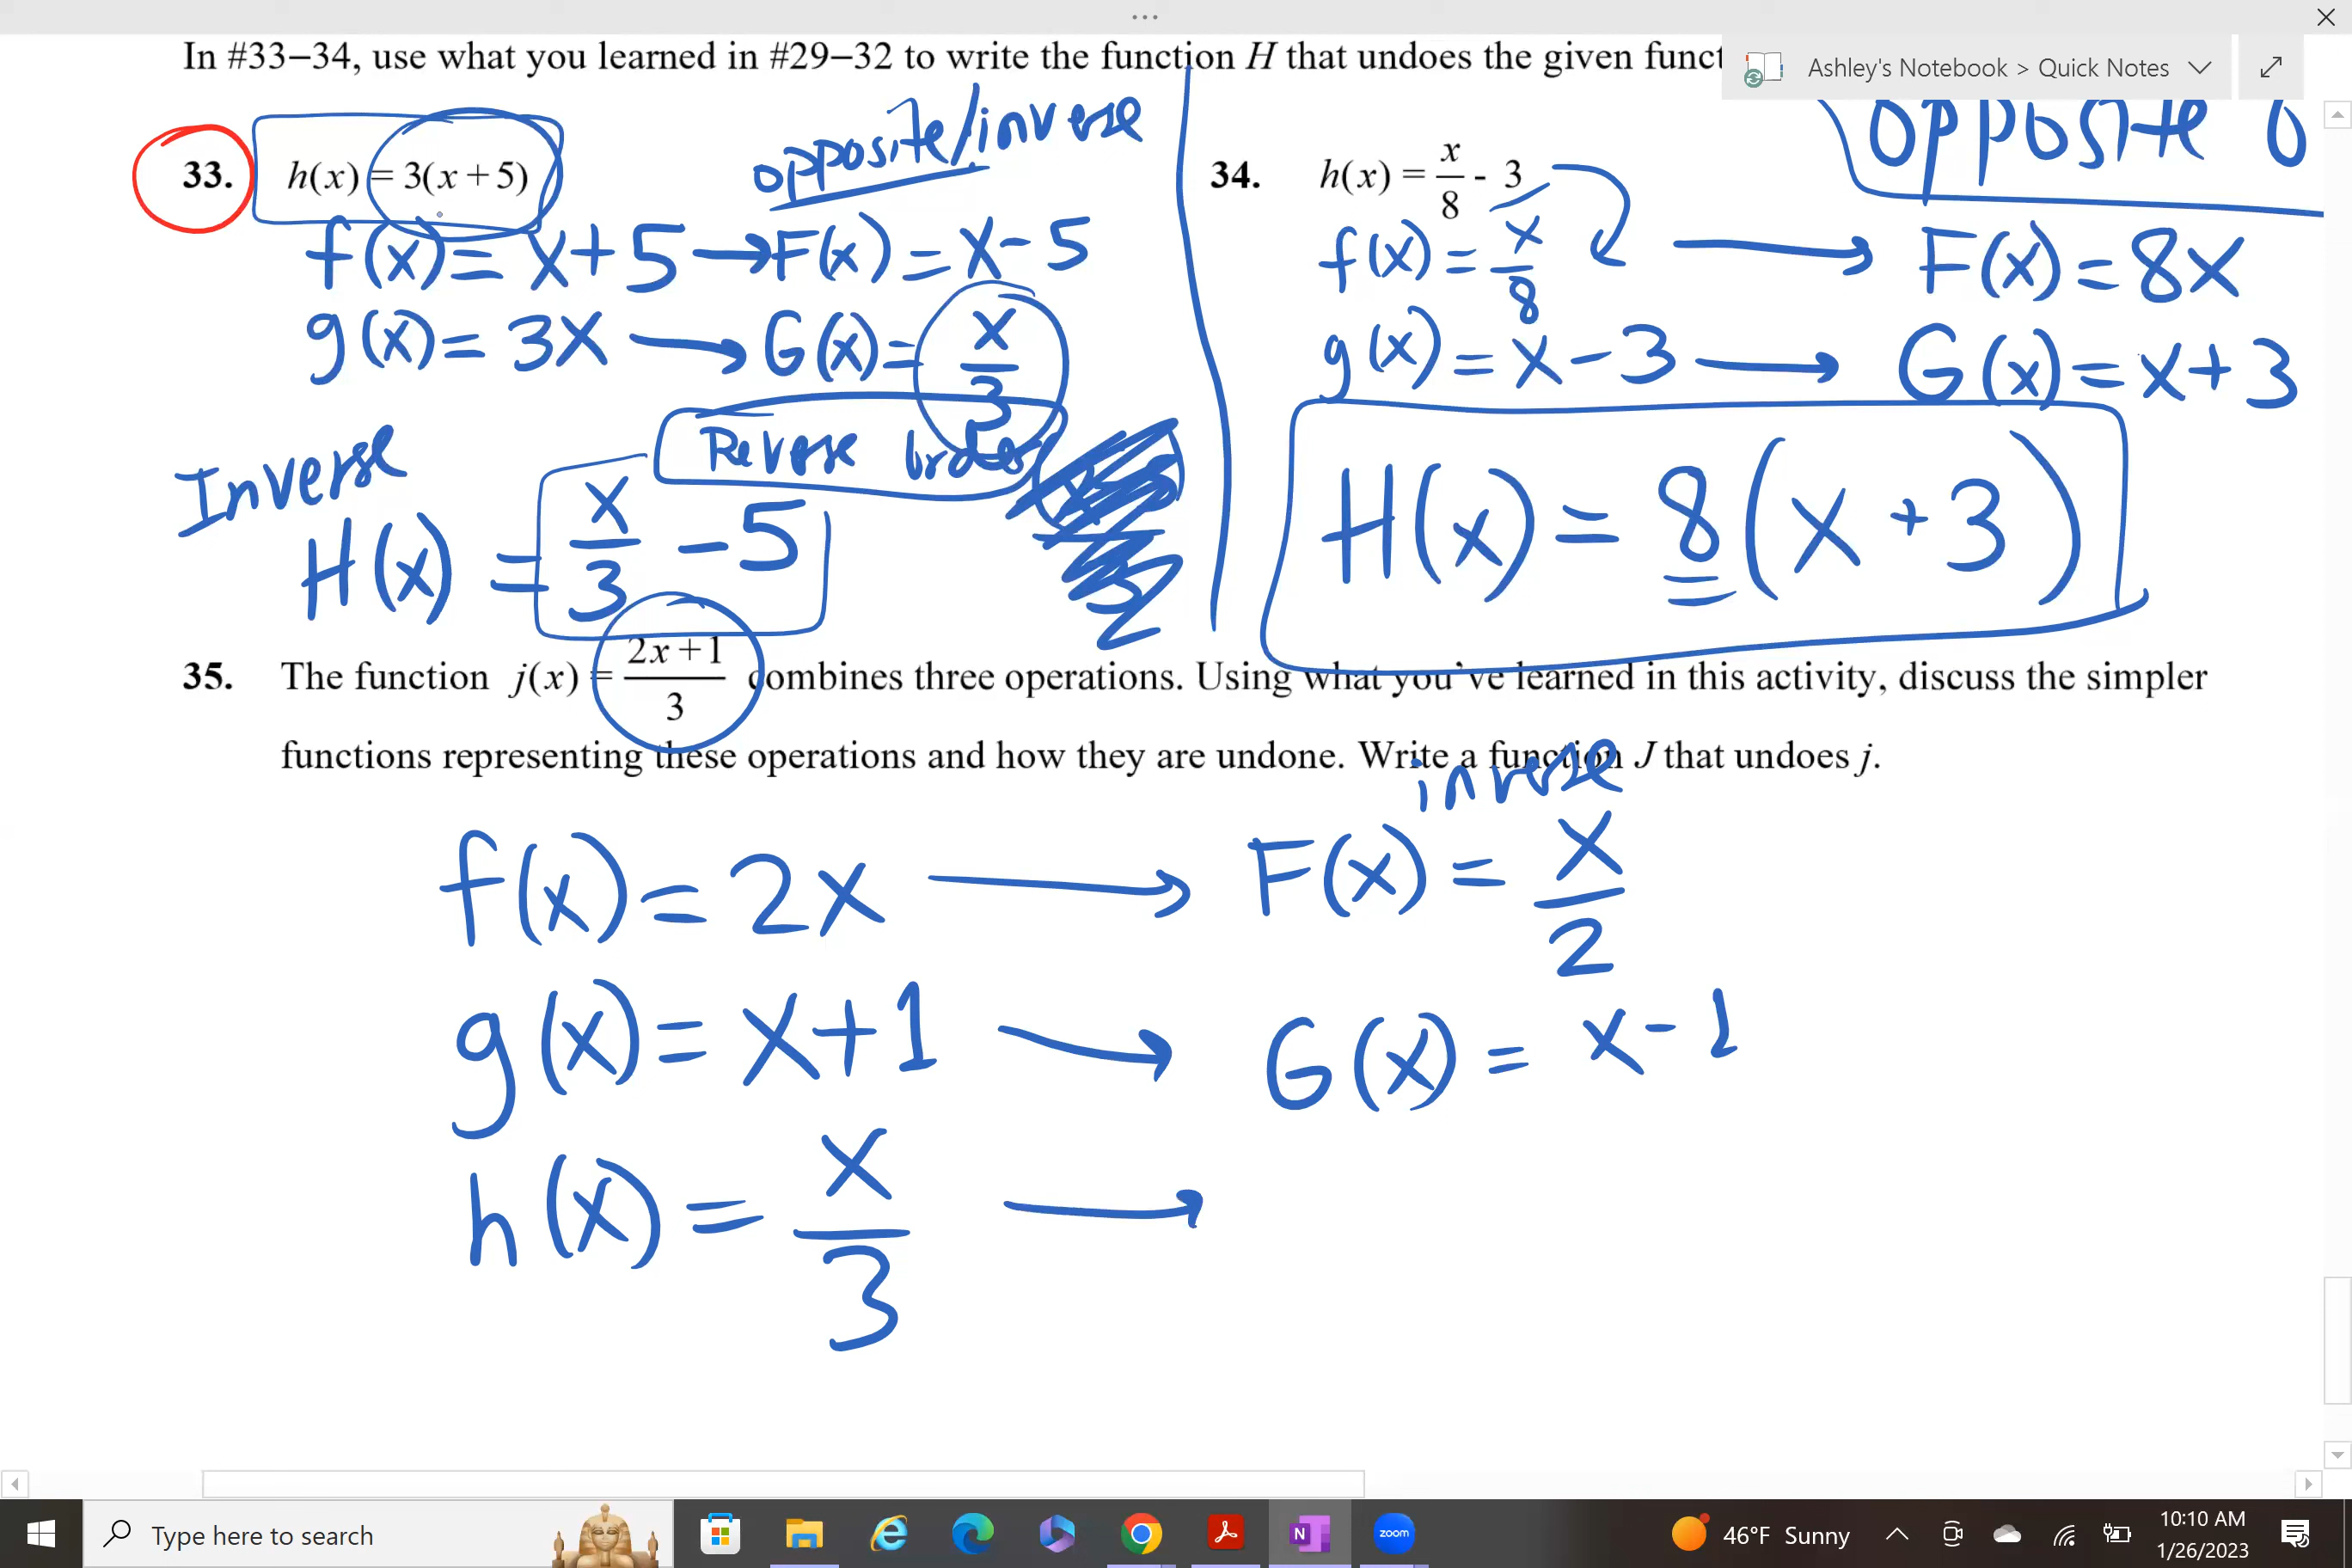 In #33–34, use what you learned in #29–32 to write the function H that undoes the given funct
Ashley's Notebook > Quick Notes
opposite/inverse
opposite o
33. h(x) = 3(x + 5)
f(x) = x+5 → F(x) = x-5
g(x) = 3x → G(x) = x/3
Reverse order
Inverse
H(x) = x/3 - 5
34. h(x) = x/8 - 3
f(x) = x/8 → F(x) = 8x
g(x) = x-3 → G(x) = x+3
H(x) = 8(x+3)
35. The function j(x) = (2x+1)/3 combines three operations. Using what you've learned in this activity, discuss the simpler
functions representing these operations and how they are undone. Write a function J that undoes j.
inverse
f(x) = 2x → F(x) = x/2
g(x) = x+1 → G(x) = x-1
h(x) = x/3 →
Type here to search
N
zoom
46°F Sunny
10:10 AM
1/26/2023